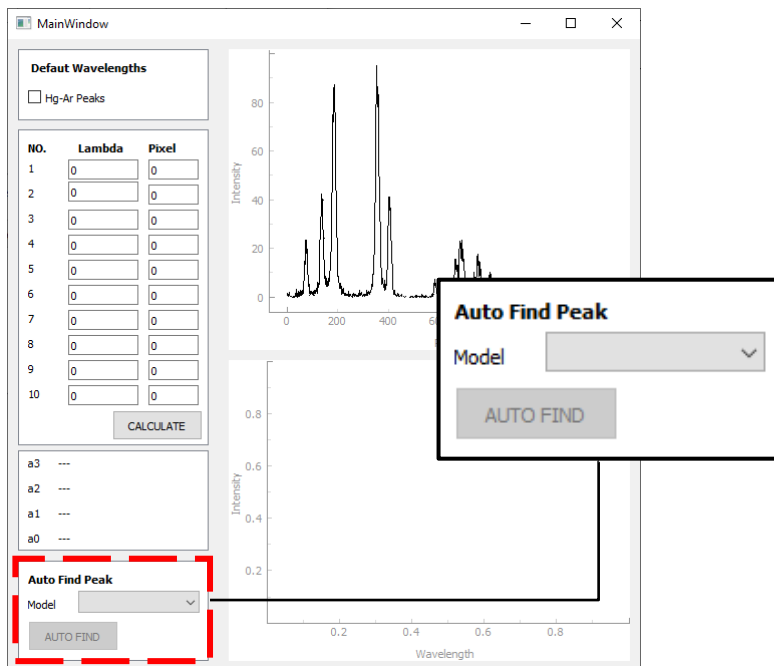 MainWindow
Defaut Wavelengths
Hg-Ar Peaks
NO. Lambda Pixel
1 0 0
2 0 0
3 0 0
4 0 0
5 0 0
6 0 0
7 0 0
8 0 0
9 0 0
10 0 0
CALCULATE
a3 ---
a2 ---
a1 ---
a0 ---
Auto Find Peak
Model
AUTO FIND
Intensity
80
60
40
20
0
0 200 400
Intensity
0.8
0.6
0.4
0.2
0.2 0.4 0.6 0.8
Wavelength
Auto Find Peak
Model
AUTO FIND